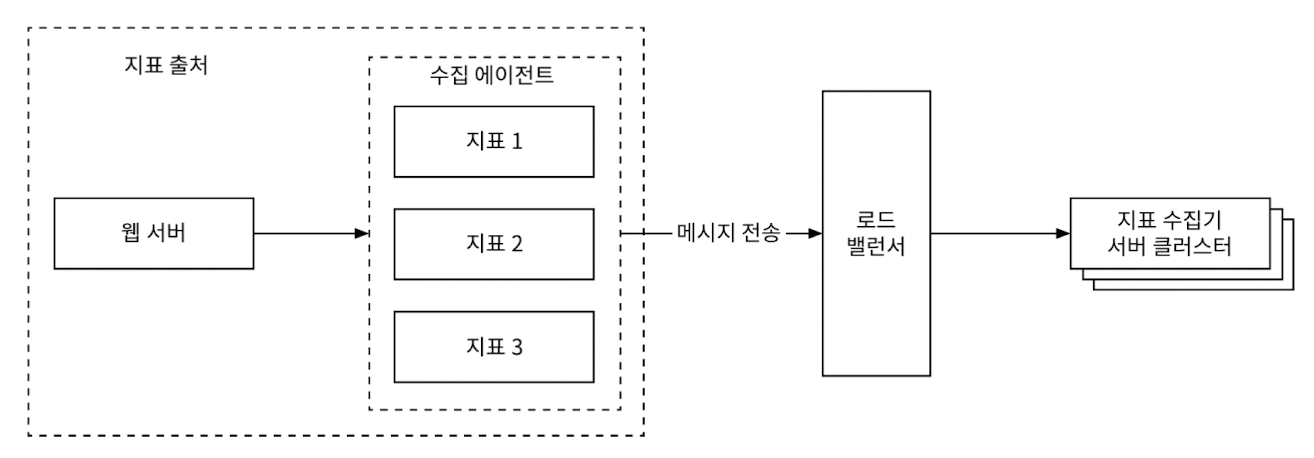 지표 출처
수집 에이전트
지표 1
웹 서버
지표 2
지표 3
메시지 전송
로드
밸런서
지표 수집기
서버 클러스터